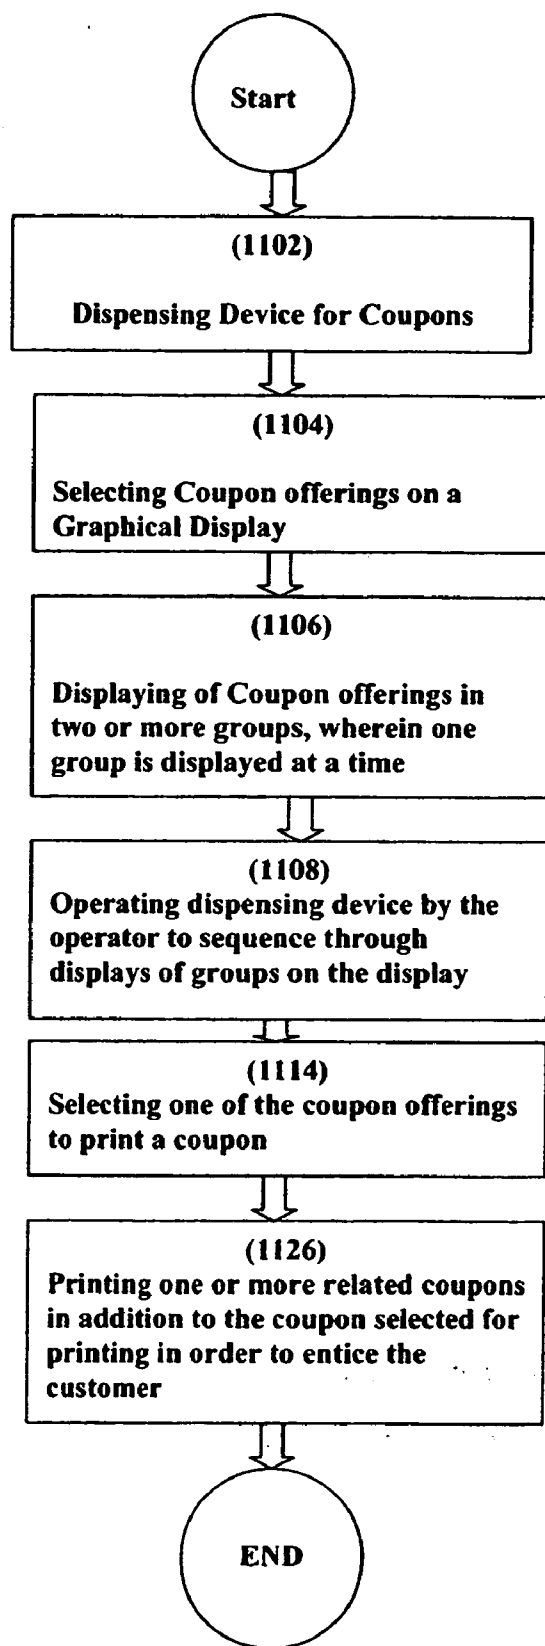 Start
(1102)
Dispensing Device for Coupons
(1104)
Selecting Coupon offerings on a
Graphical Display
(1106)
Displaying of Coupon offerings in
two or more groups, wherein one
group is displayed at a time
(1108)
Operating dispensing device by the
operator to sequence through
displays of groups on the display
(1114)
Selecting one of the coupon offerings
to print a coupon
(1126)
Printing one or more related coupons
in addition to the coupon selected for
printing in order to entice the
customer
END